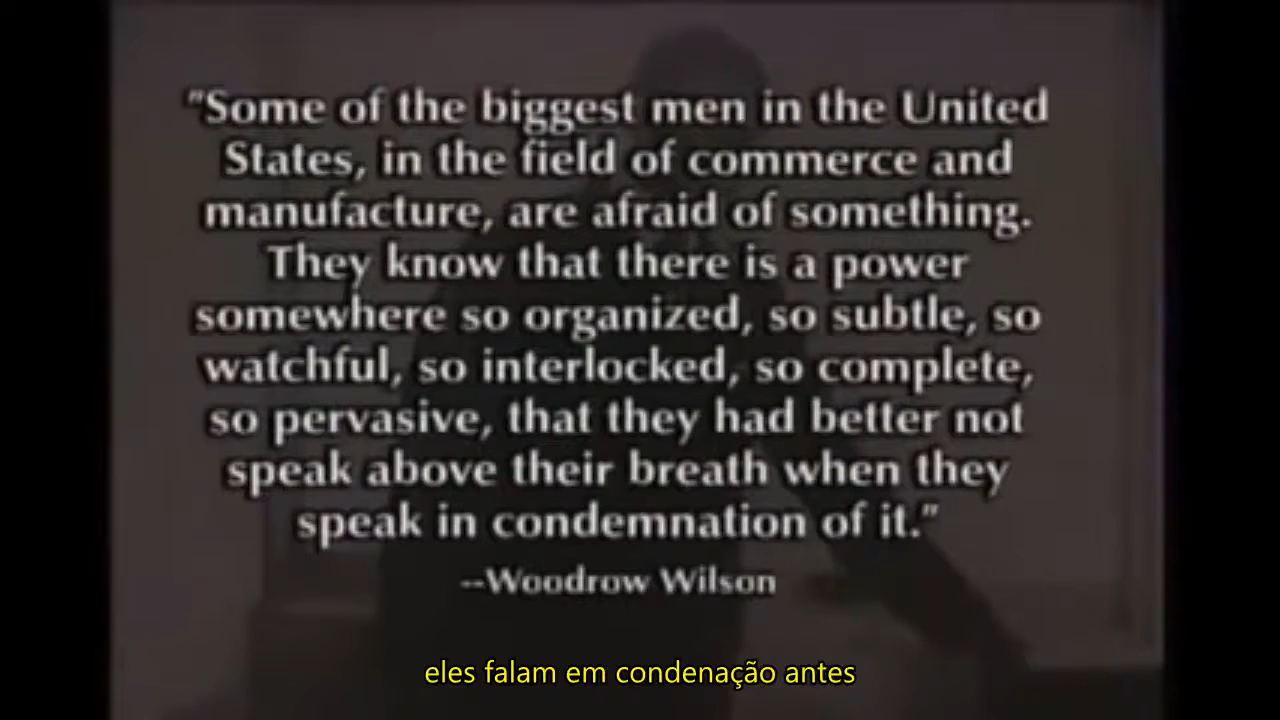 "Some of the biggest men in the United
States, in the field of commerce and
manufacture, are afraid of something.
They know that there is a power
somewhere so organized, so subtle, so
watchful, so interlocked, so complete,
so pervasive, that they had better not
speak above their breath when they
speak in condemnation of it."
--Woodrow Wilson
eles falam em condenação antes